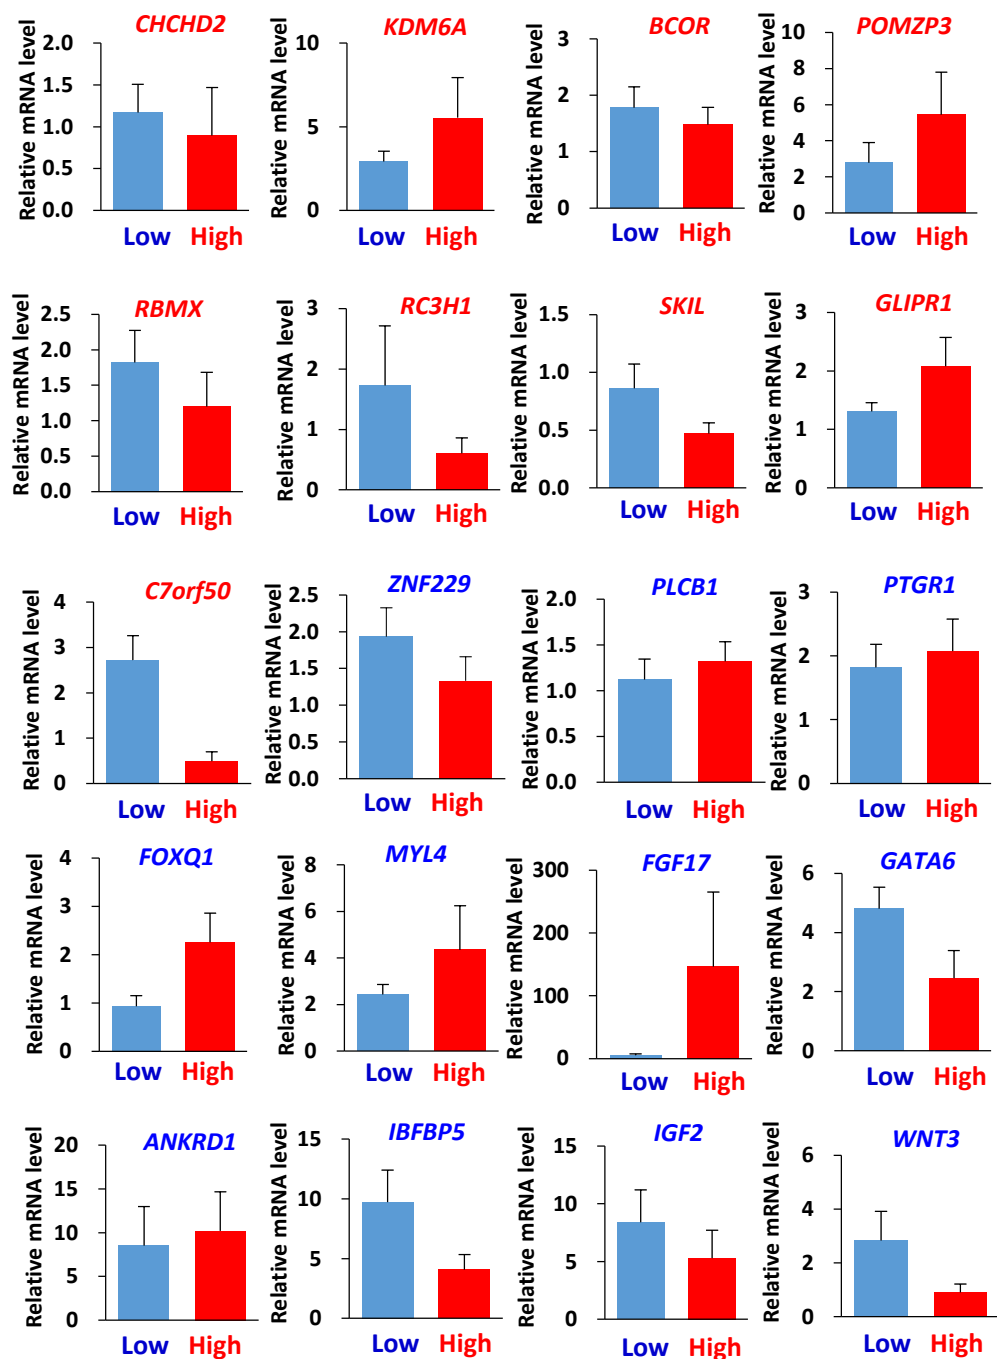 CHCHD2
Relative mRNA level
2.0
1.5
1.0
0.5
0.0
Low High
KDM6A
Relative mRNA level
10
5
0
Low High
BCOR
Relative mRNA level
3
2
1
0
Low High
POMZP3
Relative mRNA level
10
8
6
4
2
0
Low High
RBMX
Relative mRNA level
2.5
2.0
1.5
1.0
0.5
0.0
Low High
RC3H1
Relative mRNA level
3
2
1
0
Low High
SKIL
Relative mRNA level
1.5
1.0
0.5
0.0
Low High
GLIPR1
Relative mRNA level
3
2
1
0
Low High
C7orf50
Relative mRNA level
4
3
2
1
0
Low High
ZNF229
Relative mRNA level
2.5
2.0
1.5
1.0
0.5
0.0
Low High
PLCB1
Relative mRNA level
2.0
1.5
1.0
0.5
0.0
Low High
PTGR1
Relative mRNA level
3
2
1
0
Low High
FOXQ1
Relative mRNA level
4
3
2
1
0
Low High
MYL4
Relative mRNA level
8
6
4
2
0
Low High
FGF17
Relative mRNA level
300
200
100
0
Low High
GATA6
Relative mRNA level
6
4
2
0
Low High
ANKRD1
Relative mRNA level
20
15
10
5
0
Low High
IBFBP5
Relative mRNA level
15
10
5
0
Low High
IGF2
Relative mRNA level
15
10
5
0
Low High
WNT3
Relative mRNA level
6
4
2
0
Low High